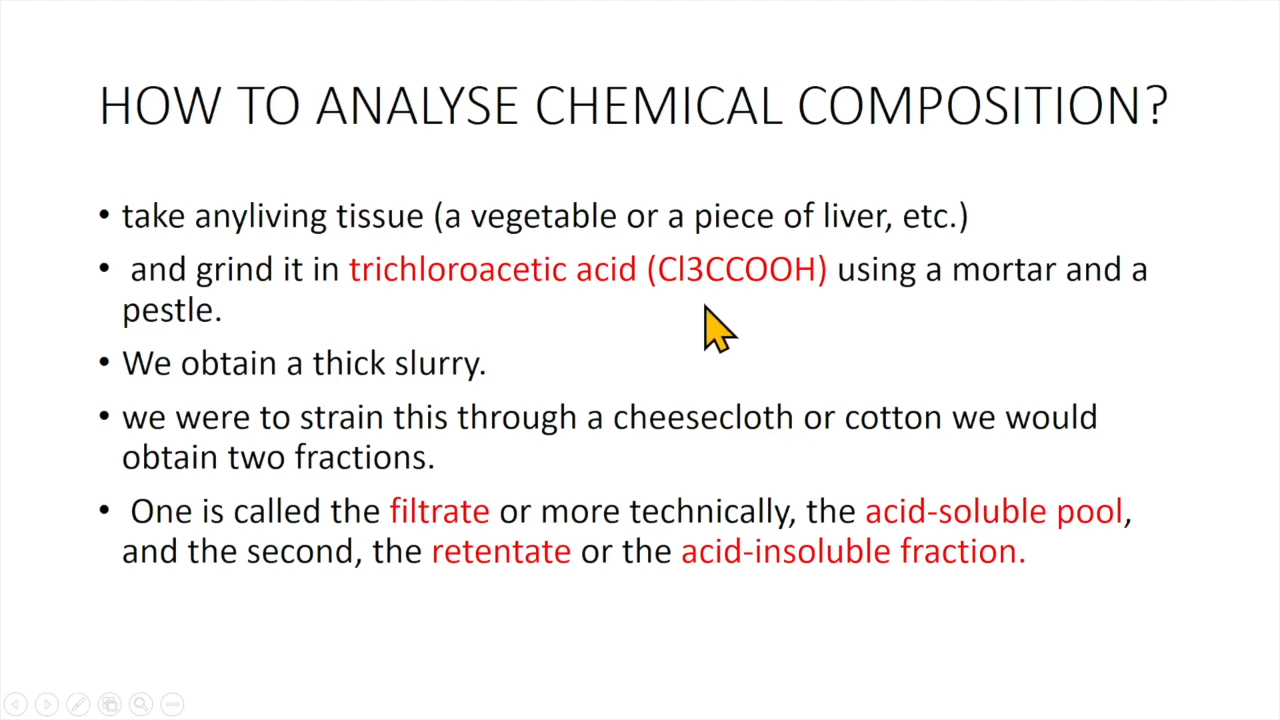 HOW TO ANALYSE CHEMICAL COMPOSITION?
• take anyliving tissue (a vegetable or a piece of liver, etc.)
• and grind it in trichloroacetic acid (Cl3CCOOH) using a mortar and a
pestle.
• We obtain a thick slurry.
• we were to strain this through a cheesecloth or cotton we would
obtain two fractions.
• One is called the filtrate or more technically, the acid-soluble pool,
and the second, the retentate or the acid-insoluble fraction.